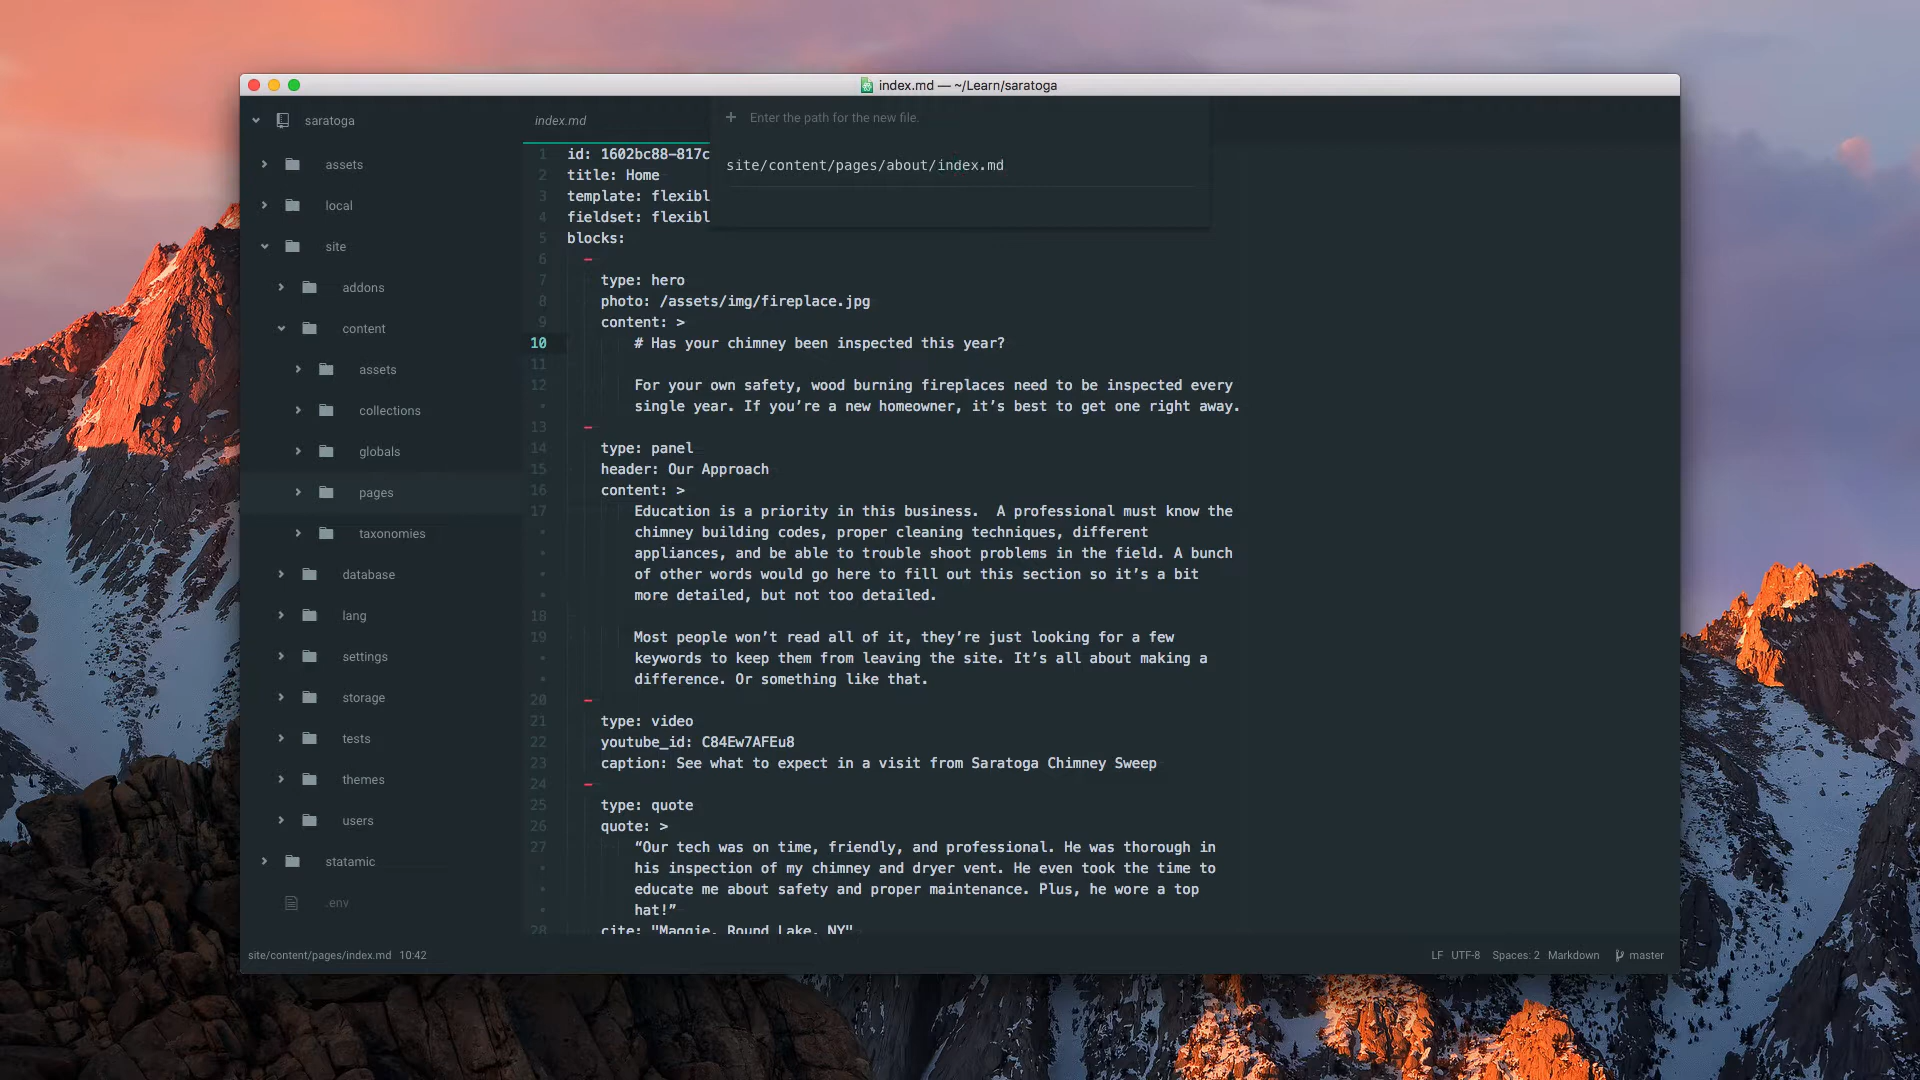 index.md — ~/Learn/saratoga
saratoga
assets
local
site
addons
content
assets
collections
globals
pages
taxonomies
database
lang
settings
storage
tests
themes
users
statamic
.env
index.md
Enter the path for the new file.
site/content/pages/about/index.md
1 id: 1602bc88-817c
2 title: Home
3 template: flexibl
4 fieldset: flexibl
5 blocks:
6 -
7 type: hero
8 photo: /assets/img/fireplace.jpg
9 content: >
10 # Has your chimney been inspected this year?
11
12 For your own safety, wood burning fireplaces need to be inspected every
single year. If you’re a new homeowner, it’s best to get one right away.
13 -
14 type: panel
15 header: Our Approach
16 content: >
17 Education is a priority in this business.  A professional must know the
chimney building codes, proper cleaning techniques, different
appliances, and be able to trouble shoot problems in the field. A bunch
of other words would go here to fill out this section so it’s a bit
more detailed, but not too detailed.
18
19 Most people won’t read all of it, they’re just looking for a few
keywords to keep them from leaving the site. It’s all about making a
difference. Or something like that.
20 -
21 type: video
22 youtube_id: C84Ew7AFEu8
23 caption: See what to expect in a visit from Saratoga Chimney Sweep
24 -
25 type: quote
26 quote: >
27 “Our tech was on time, friendly, and professional. He was thorough in
his inspection of my chimney and dryer vent. He even took the time to
educate me about safety and proper maintenance. Plus, he wore a top
hat!”
28 cite: "Maggie, Round Lake, NY"
site/content/pages/index.md 10:42
LF UTF-8 Spaces: 2 Markdown master